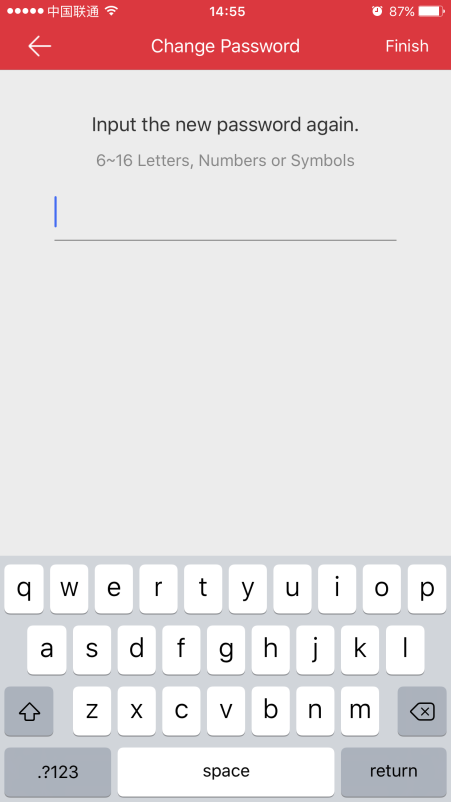 中国联通 14:55 87%
Change Password Finish
Input the new password again.
6~16 Letters, Numbers or Symbols
q w e r t y u i o p
a s d f g h j k l
z x c v b n m
.?123 space return